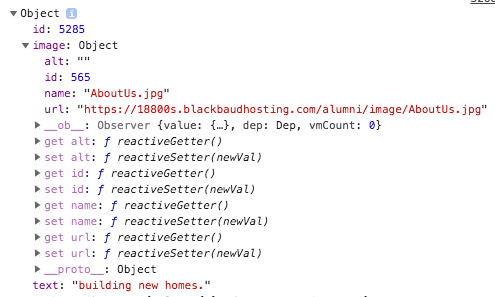 Object i
id: 5285
image: Object
alt: ""
id: 565
name: "AboutUs.jpg"
url: "https://18800s.blackbaudhosting.com/alumni/image/AboutUs.jpg"
__ob__: Observer {value: {…}, dep: Dep, vmCount: 0}
get alt: ƒ reactiveGetter()
set alt: ƒ reactiveSetter(newVal)
get id: ƒ reactiveGetter()
set id: ƒ reactiveSetter(newVal)
get name: ƒ reactiveGetter()
set name: ƒ reactiveSetter(newVal)
get url: ƒ reactiveGetter()
set url: ƒ reactiveSetter(newVal)
__proto__: Object
text: "building new homes."